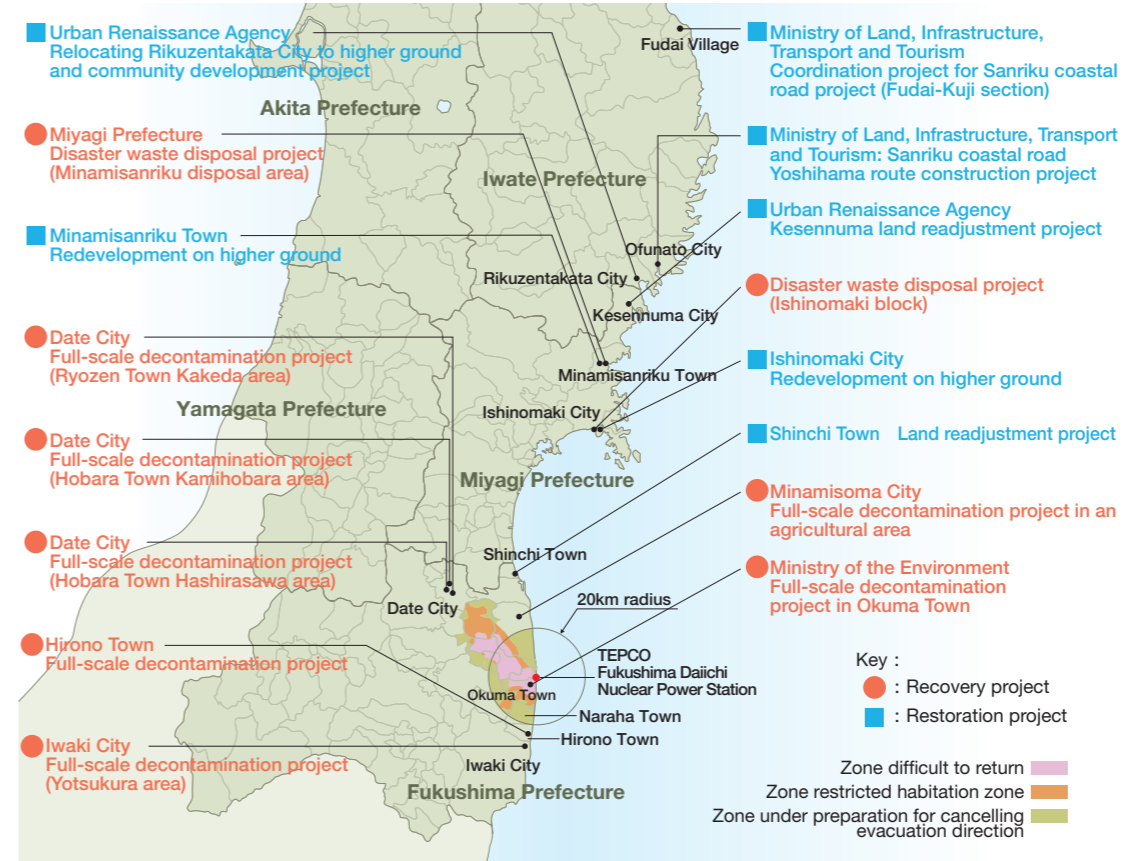 Urban Renaissance Agency
Relocating Rikuzentakata City to higher ground
and community development project
Miyagi Prefecture
Disaster waste disposal project
(Minamisanriku disposal area)
Minamisanriku Town
Redevelopment on higher ground
Date City
Full-scale decontamination project
(Ryozen Town Kakeda area)
Date City
Full-scale decontamination project
(Hobara Town Kamihobara area)
Date City
Full-scale decontamination project
(Hobara Town Hashirasawa area)
Hirono Town
Full-scale decontamination project
Iwaki City
Full-scale decontamination project
(Yotsukura area)
Akita Prefecture
Iwate Prefecture
Yamagata Prefecture
Miyagi Prefecture
Fukushima Prefecture
Fudai Village
Ofunato City
Rikuzentakata City
Kesennuma City
Minamisanriku Town
Ishinomaki City
Shinchi Town
Date City
20km radius
TEPCO
Fukushima Daiichi
Nuclear Power Station
Okuma Town
Naraha Town
Hirono Town
Iwaki City
Ministry of Land, Infrastructure,
Transport and Tourism
Coordination project for Sanriku coastal
road project (Fudai-Kuji section)
Ministry of Land, Infrastructure, Transport
and Tourism: Sanriku coastal road
Yoshihama route construction project
Urban Renaissance Agency
Kesennuma land readjustment project
Disaster waste disposal project
(Ishinomaki block)
Ishinomaki City
Redevelopment on higher ground
Shinchi Town Land readjustment project
Minamisoma City
Full-scale decontamination project in an
agricultural area
Ministry of the Environment
Full-scale decontamination
project in Okuma Town
Key :
: Recovery project
: Restoration project
Zone difficult to return
Zone restricted habitation zone
Zone under preparation for cancelling
evacuation direction